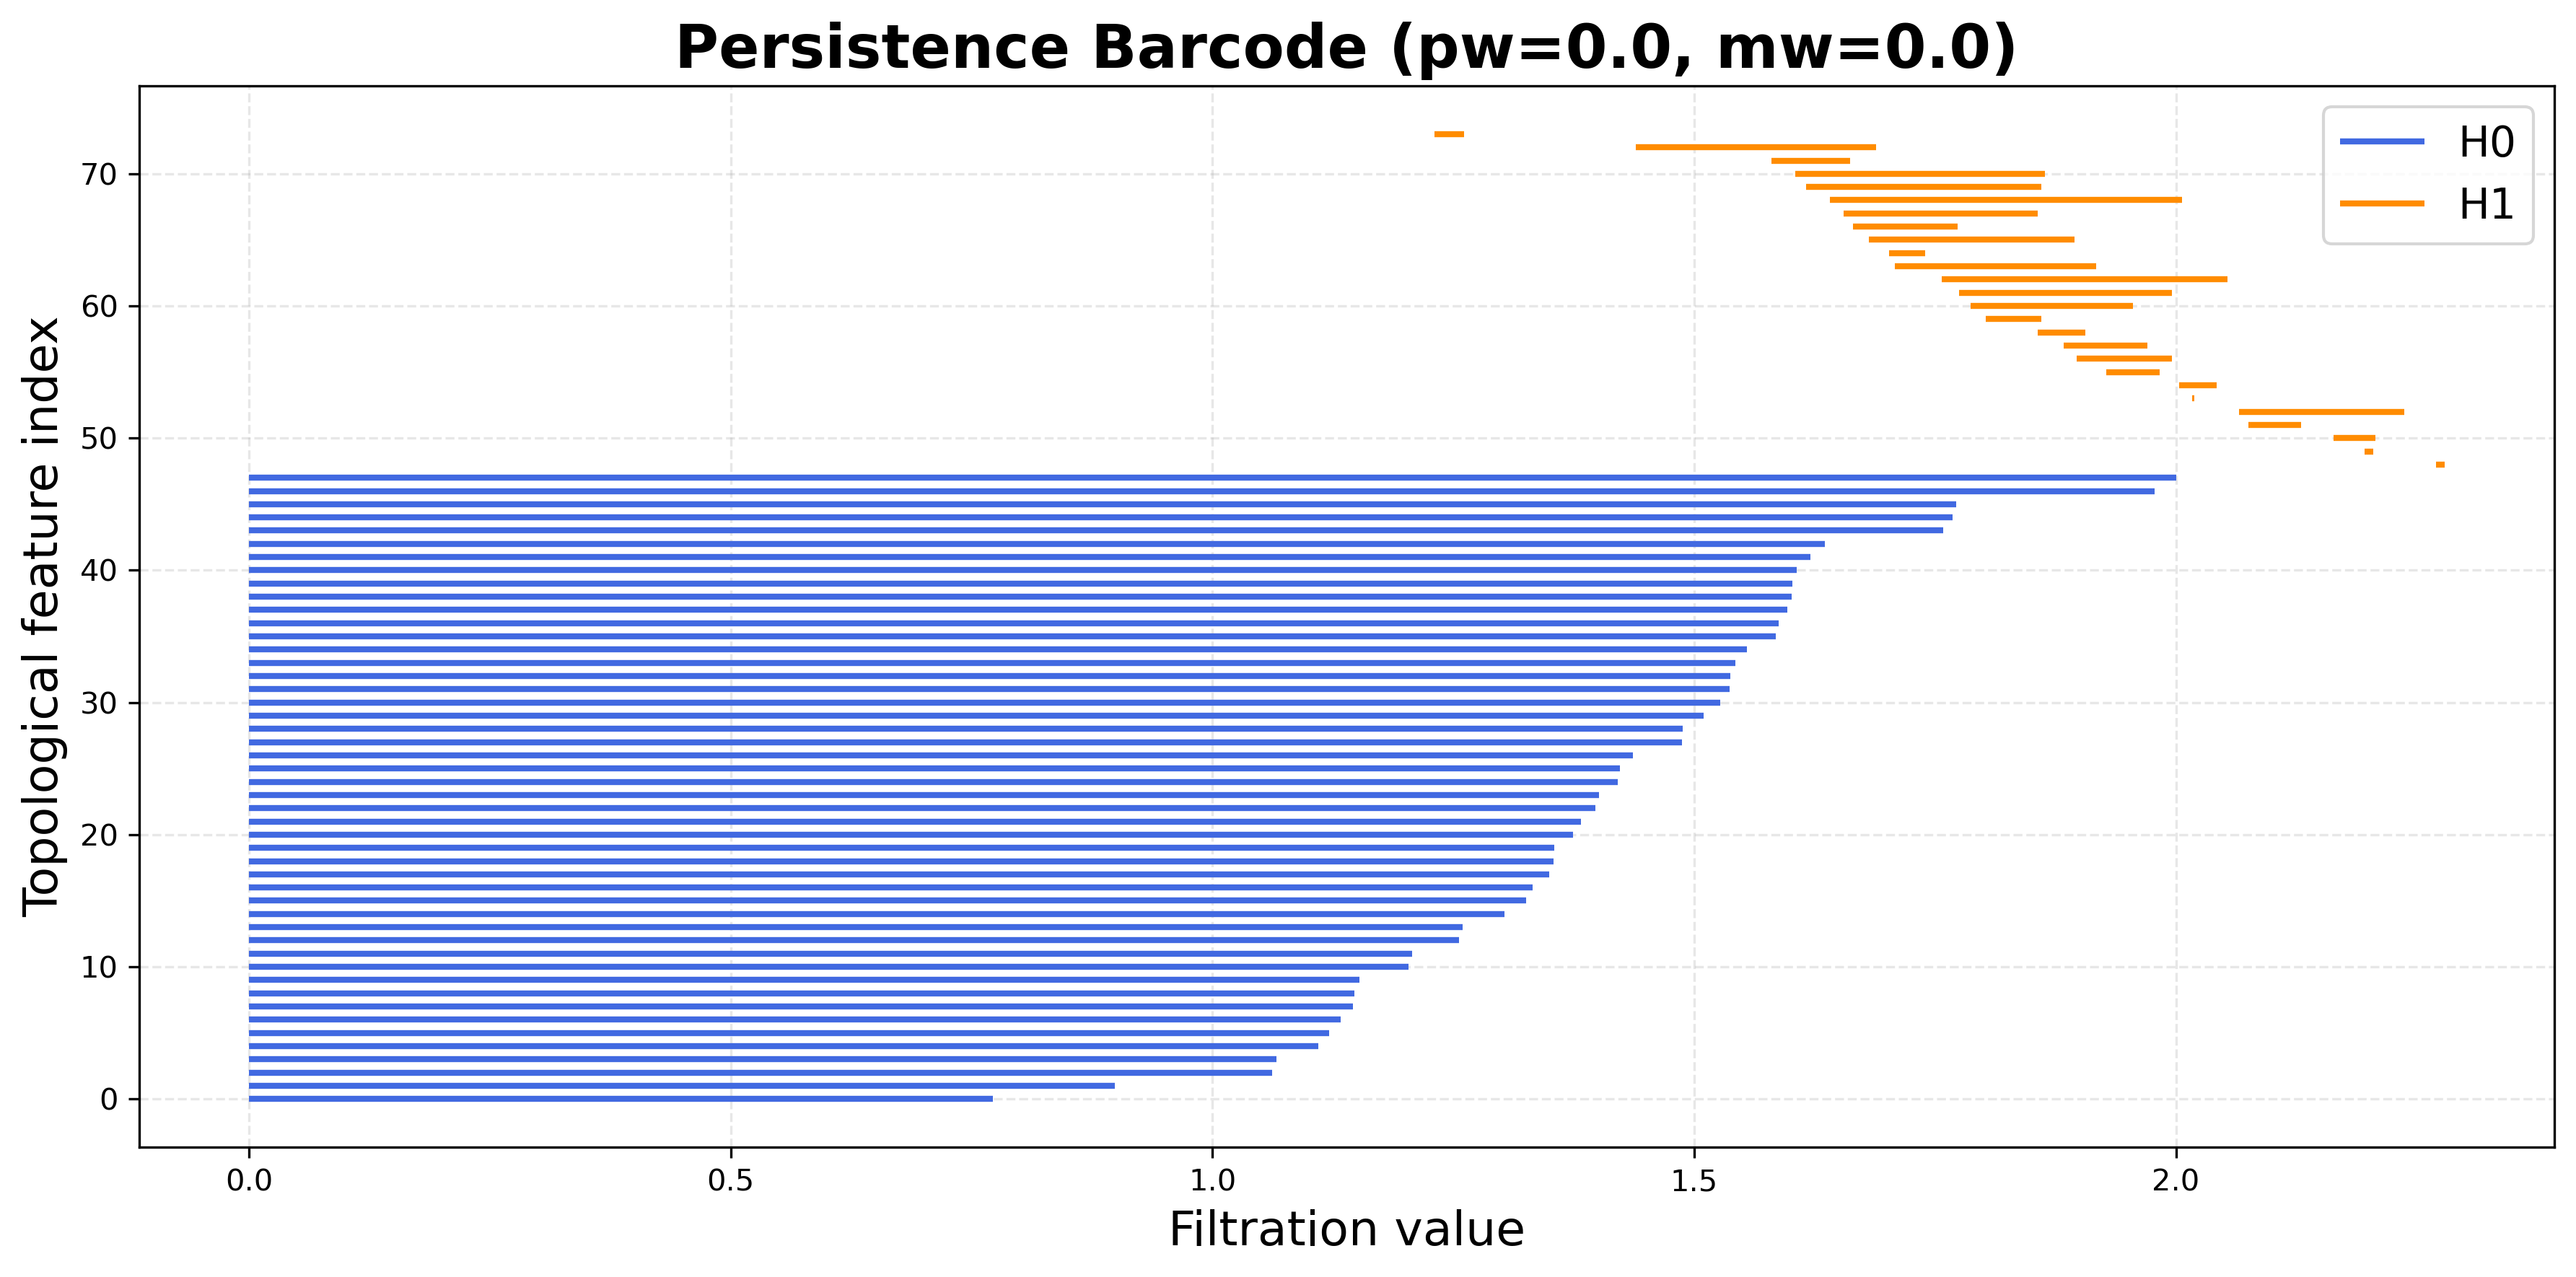 Persistence Barcode (pw=0.0, mw=0.0)
H0
H1
Topological feature index
70
60
50
40
30
20
10
0
0.0 0.5 1.0 1.5 2.0
Filtration value